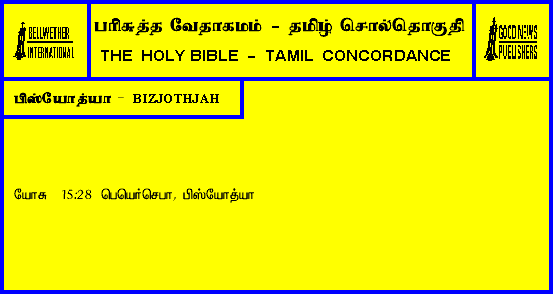 BELLWETHER
INTERNATIONAL
பரிசுத்த வேதாகமம் - தமிழ் சொல்தொகுதி
THE HOLY BIBLE - TAMIL CONCORDANCE
GOOD NEWS
PUBLISHERS
பிஸ்யோத்யா - BIZJOTHJAH
யோசு 15:28 பெயெர்செபா, பிஸ்யோத்யா